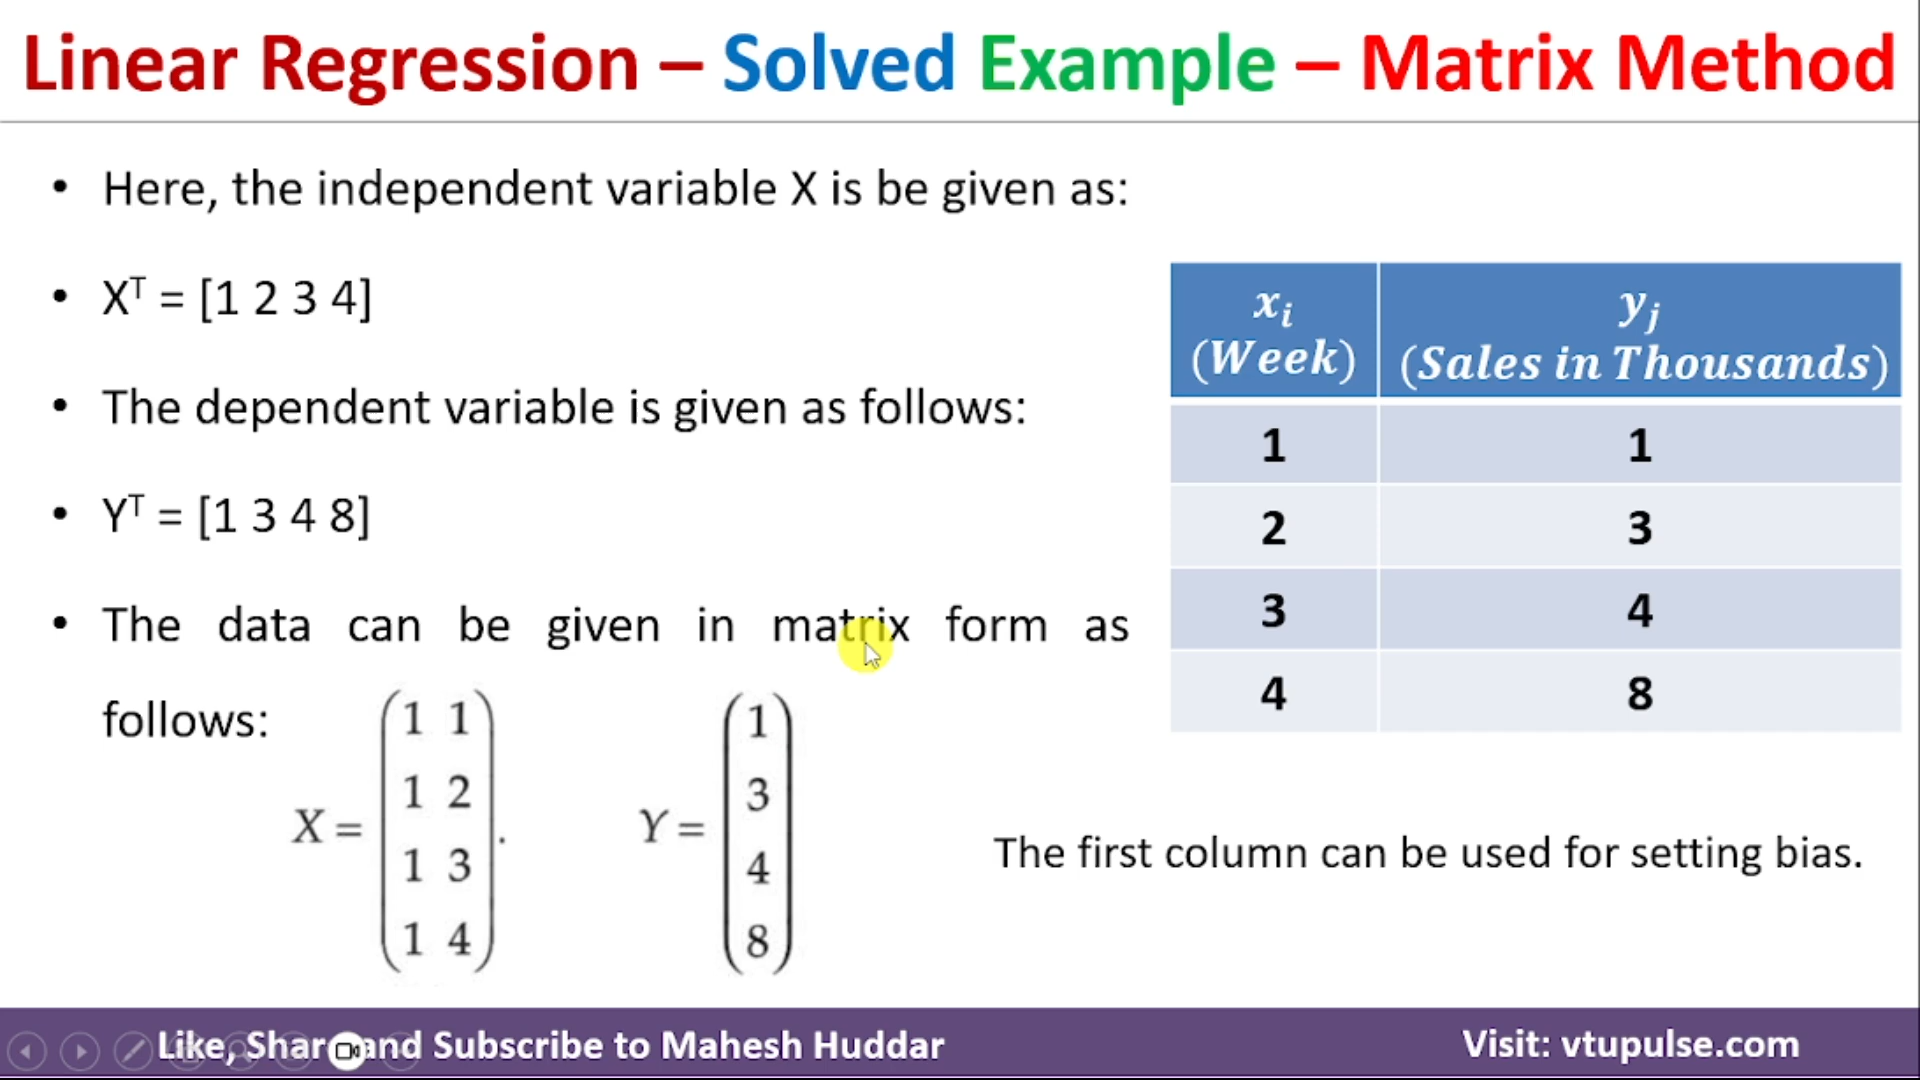 Linear Regression – Solved Example – Matrix Method
• Here, the independent variable X is be given as:
• Xᵀ = [1 2 3 4]
• The dependent variable is given as follows:
• Yᵀ = [1 3 4 8]
• The data can be given in matrix form as
follows:
X = (1 1
1 2
1 3
1 4).
Y = (1
3
4
8)
xᵢ yⱼ
(Week) (Sales in Thousands)
1 1
2 3
3 4
4 8
The first column can be used for setting bias.
Like, Share and Subscribe to Mahesh Huddar
Visit: vtupulse.com